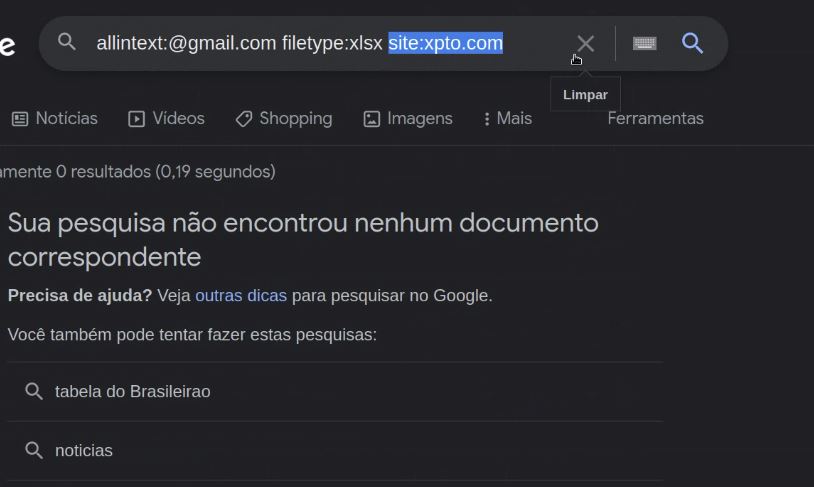 e
allintext:@gmail.com filetype:xlsx site:xpto.com
Limpar
Notícias Vídeos Shopping Imagens Mais Ferramentas
amente 0 resultados (0,19 segundos)
Sua pesquisa não encontrou nenhum documento
correspondente
Precisa de ajuda? Veja outras dicas para pesquisar no Google.
Você também pode tentar fazer estas pesquisas:
tabela do Brasileirao
noticias